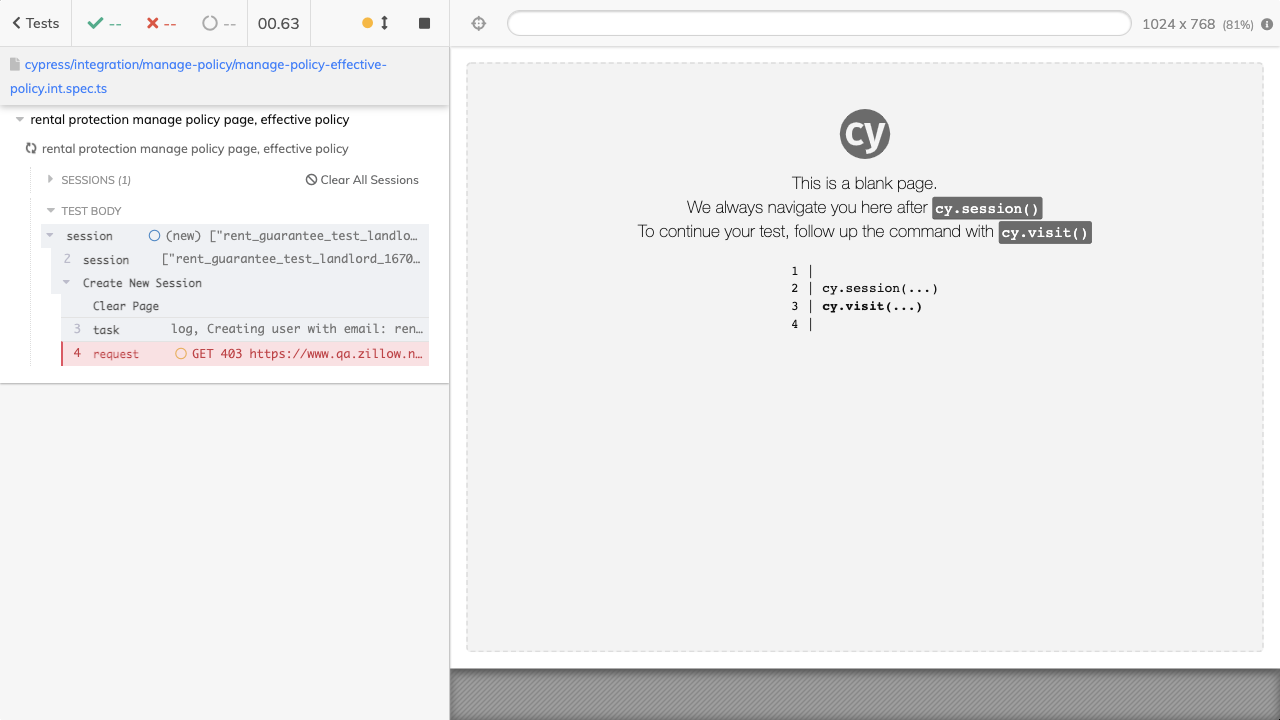 Tests
--
--
--
00.63
1024 x 768 (81%)
cypress/integration/manage-policy/manage-policy-effective-
policy.int.spec.ts
rental protection manage policy page, effective policy
rental protection manage policy page, effective policy
SESSIONS (1)
Clear All Sessions
TEST BODY
session (new) ["rent_guarantee_test_landlo…
2 session ["rent_guarantee_test_landlord_1670…
Create New Session
Clear Page
3 task log, Creating user with email: ren…
4 request GET 403 https://www.qa.zillow.n…
cy
This is a blank page.
We always navigate you here after cy.session()
To continue your test, follow up the command with cy.visit()
1 |
2 | cy.session(...)
3 | cy.visit(...)
4 |